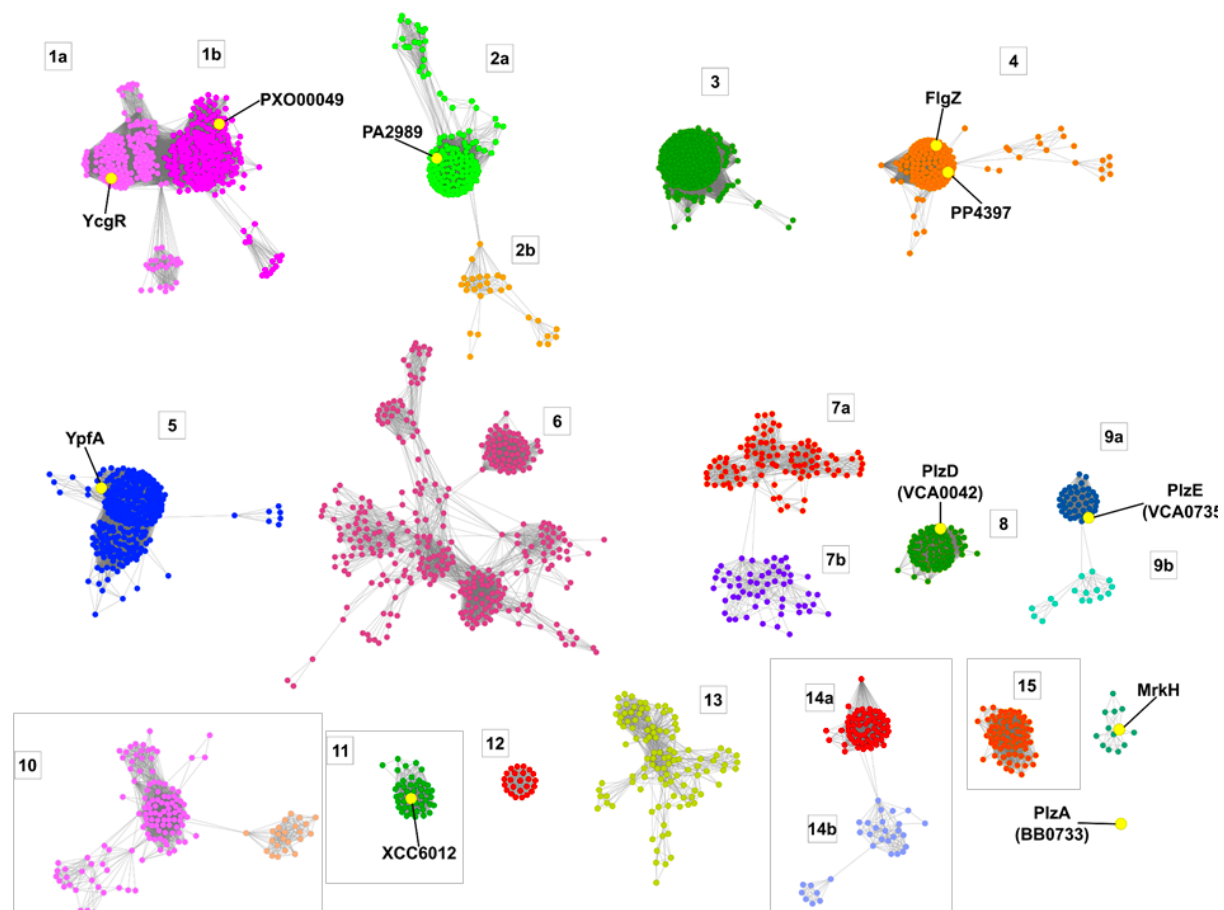 1a
1b
PXO00049
YcgR
2a
PA2989
2b
3
4
FlgZ
PP4397
5
YpfA
6
7a
7b
PlzD
(VCA0042)
8
9a
PlzE
(VCA0735
9b
10
11
XCC6012
12
13
14a
14b
15
MrkH
PlzA
(BB0733)